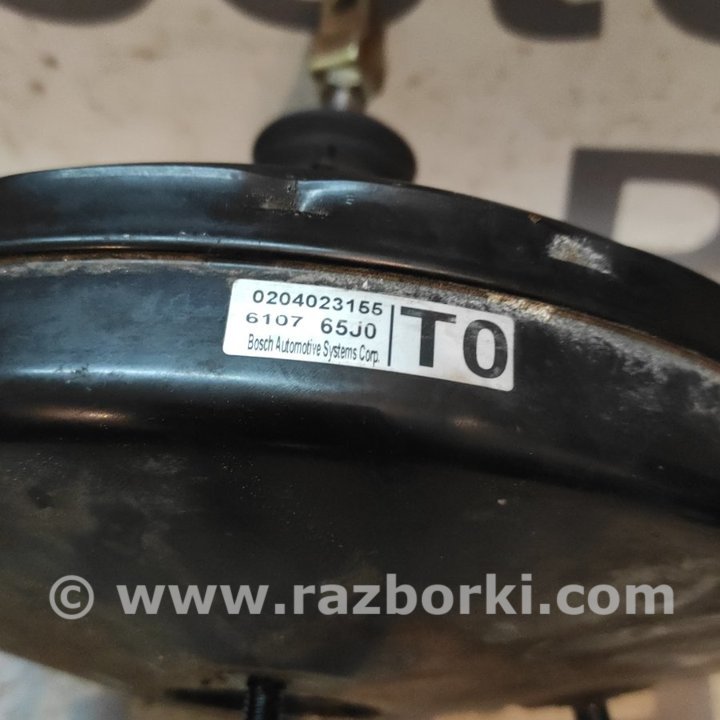 0204023155
6107 65J0
Bosch Automotive Systems Corp.
T0
© www.razborki.com